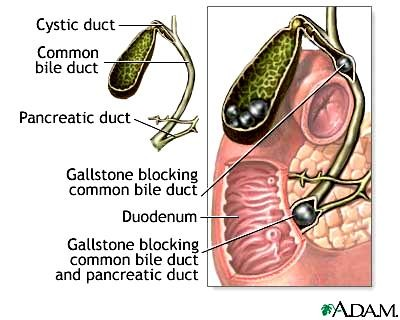 Cystic duct
Common
bile duct
Pancreatic duct
Gallstone blocking
common bile duct
Duodenum
Gallstone blocking
common bile duct
and pancreatic duct
ADAM.